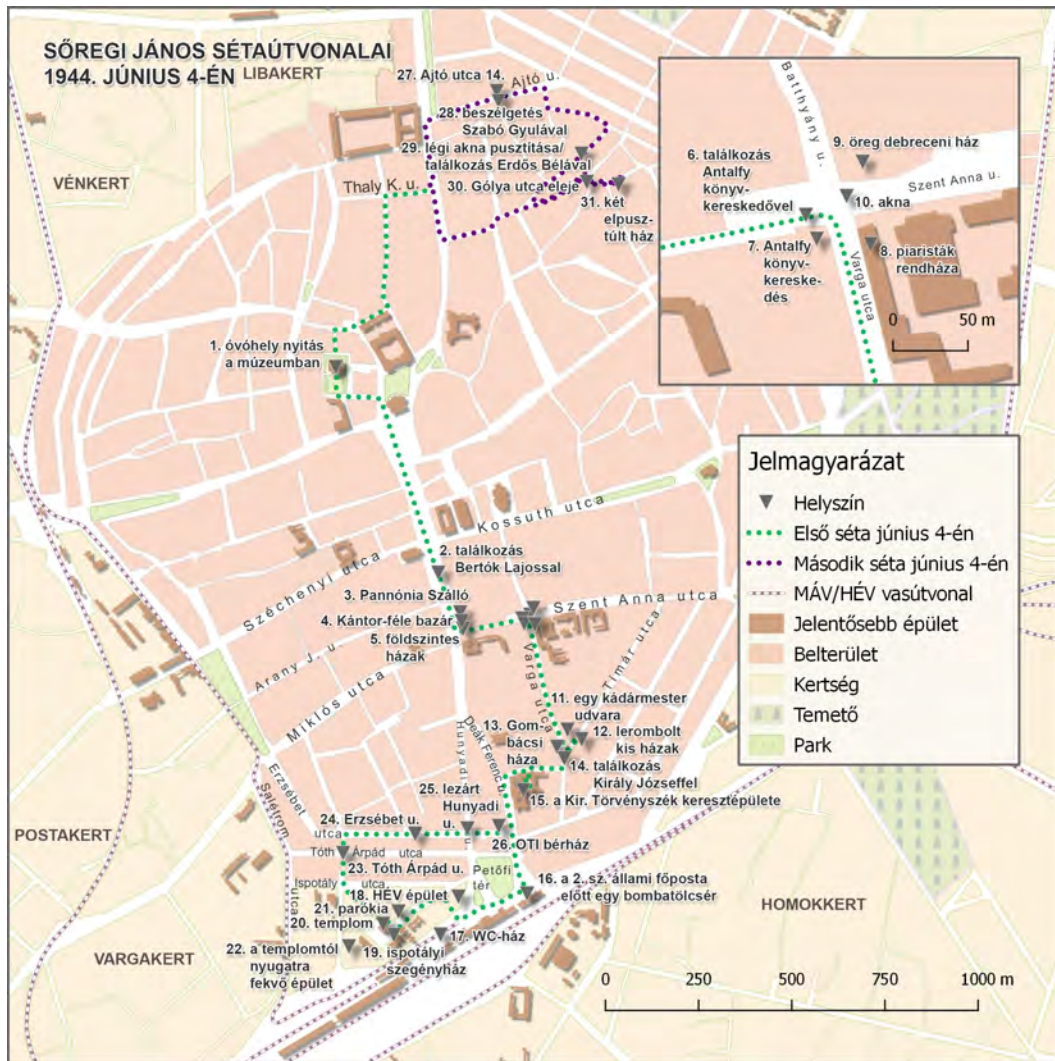 SŐREGI JÁNOS SÉTAÚTVONALAI
1944. JÚNIUS 4-ÉN
LIBAKERT
27. Ajtó utca 14.
Ajtó u.
28. beszélgetés
Szabó Gyulával
29. légi akna pusztítása/
találkozás Erdős Bélával
VÉNKERT
Thaly K. u.
30. Gólya utca eleje
31. két
elpusz-
túlt ház
1. óvóhely nyitás
a múzeumban
Batthyány u.
9. öreg debreceni ház
6. találkozás
Antalfy
könyv-
kereskedővel
Szent Anna u.
10. akna
7. Antalfy
könyv-
keres-
kedés
Varga utca
8. piaristák
rendháza
0 50 m
Kossuth utca
Széchenyi utca
2. találkozás
Bertók Lajossal
3. Pannónia Szálló
Szent Anna utca
4. Kántor-féle bazár
5. földszintes
házak
Arany J. u.
Miklós utca
Varga utca
Tímár utca
11. egy kádármester
udvara
12. lerombolt
kis házak
13. Gom-
bácsi
háza
14. találkozás
Király Józseffel
15. a Kir. Törvényszék keresztépülete
Deák Ferenc u.
Hunyadi u.
25. lezárt
Hunyadi
u.
Erzsébet
utca
24. Erzsébet u.
26. OTI bérház
POSTAKERT
Salétrom
utca
Tóth Árpád utca
23. Tóth Árpád u.
Petőfi
tér
Ispotály utca
18. HÉV épület
16. a 2. sz. állami főposta
előtt egy bombatölcsér
21. parókia
20. templom
17. WC-ház
19. ispotályi
szegényház
22. a templomtól
nyugatra
fekvő épület
VARGAKERT
HOMOKKERT
Jelmagyarázat
Helyszín
Első séta június 4-én
Második séta június 4-én
MÁV/HÉV vasútvonal
Jelentősebb épület
Belterület
Kertség
Temető
Park
0 250 500 750 1000 m